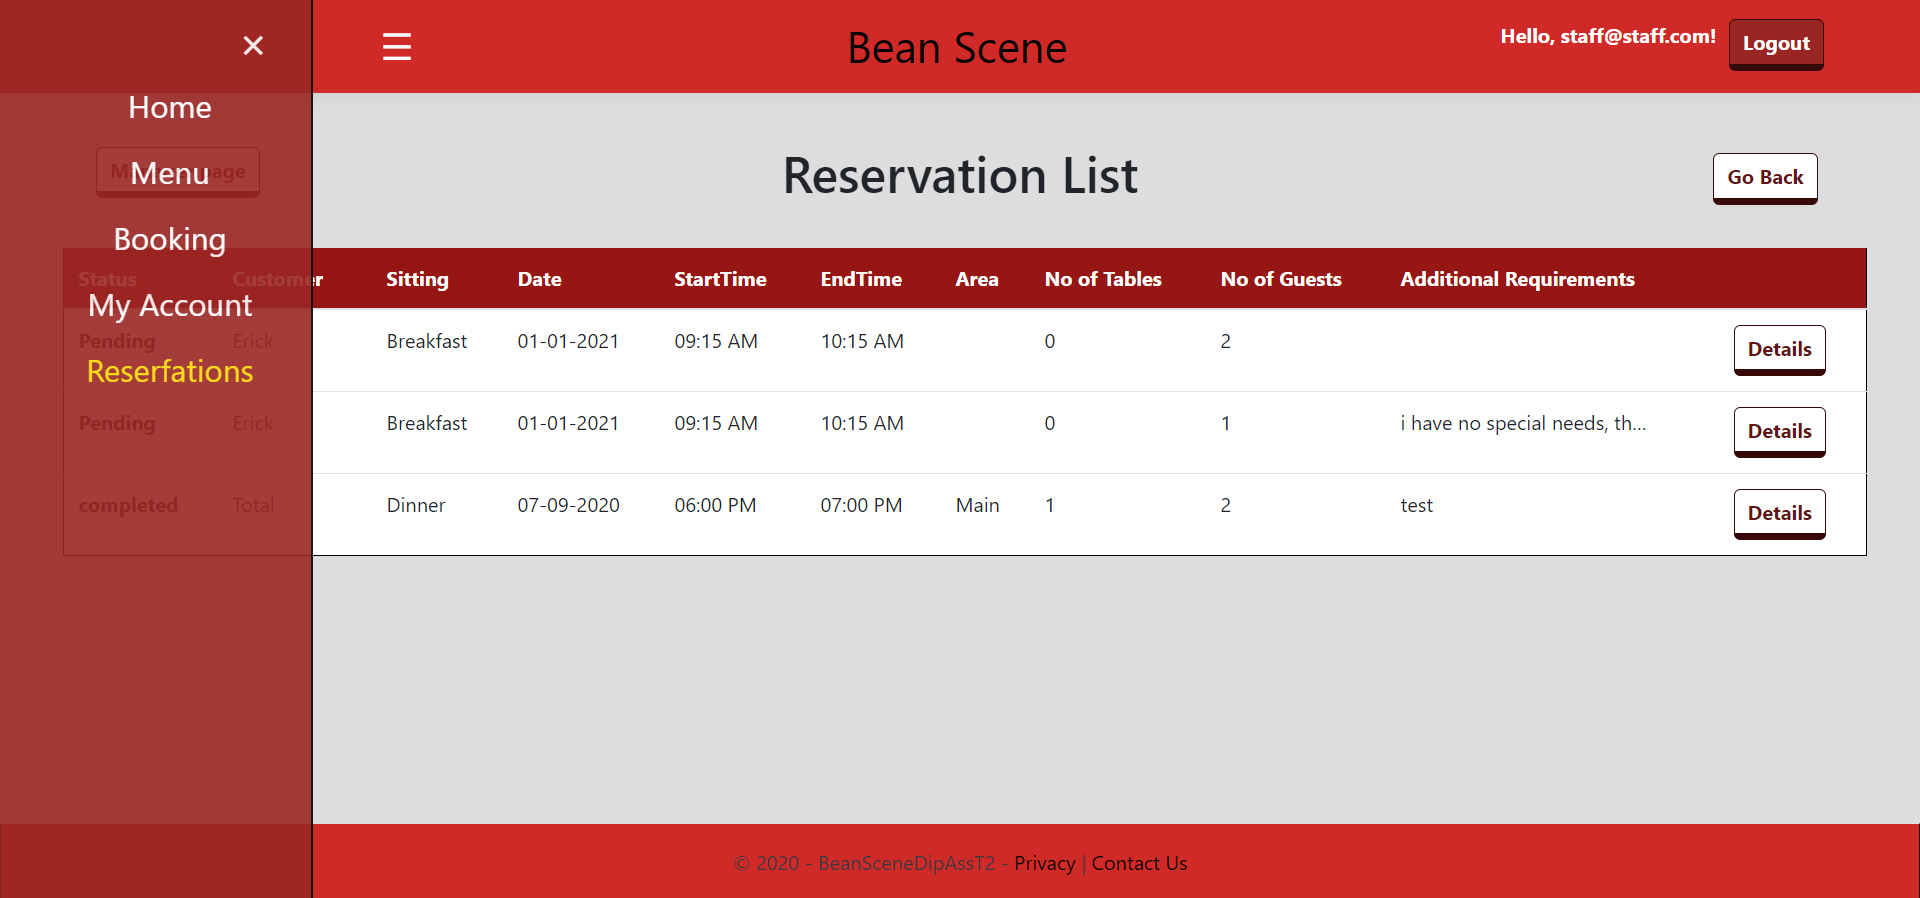 ✕
☰ Bean Scene Hello, staff@staff.com! Logout
Home
Menu
Booking
My Account
Reserfations
page
Reservation List
Go Back
Status Customer Sitting Date StartTime EndTime Area No of Tables No of Guests Additional Requirements
Pending Erick Breakfast 01-01-2021 09:15 AM 10:15 AM 0 2 Details
Pending Erick Breakfast 01-01-2021 09:15 AM 10:15 AM 0 1 i have no special needs, th... Details
completed Total Dinner 07-09-2020 06:00 PM 07:00 PM Main 1 2 test Details
© 2020 - BeanSceneDipAssT2 - Privacy | Contact Us